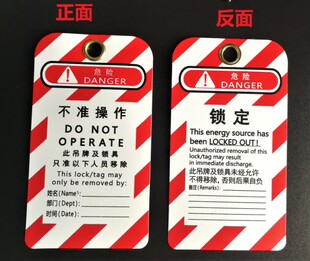 正面
危险
DANGER
不准操作
DO NOT
OPERATE
此吊牌及锁具
只准以下人员移除
This lock/tag may
only be removed by:
姓名(Name):
部门(Dept):
时间(Date):
反面
危险
DANGER
锁定
This energy source has
been LOCKED OUT!
Unauthorized removal of this
lock/tag may result
in immediate discharge.
此吊牌及锁具未经允许
不得移除, 否则后果自负
备注(Remarks):